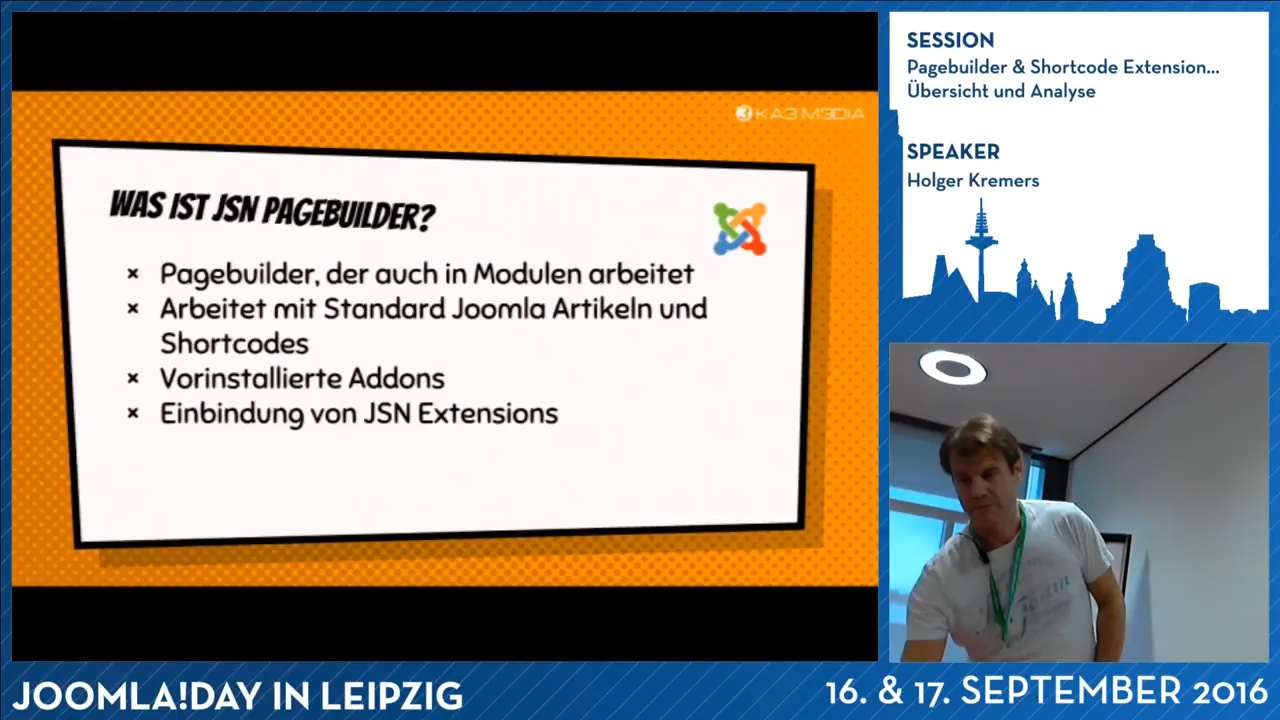 SESSION
Pagebuilder & Shortcode Extension...
Übersicht und Analyse
SPEAKER
Holger Kremers
3 KA3 M3DIA
WAS IST JSN PAGEBUILDER?
× Pagebuilder, der auch in Modulen arbeitet
× Arbeitet mit Standard Joomla Artikeln und
Shortcodes
× Vorinstallierte Addons
× Einbindung von JSN Extensions
JOOMLA!DAY IN LEIPZIG
16. & 17. SEPTEMBER 2016